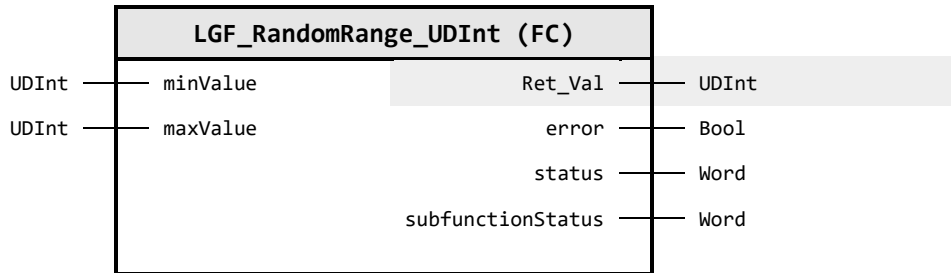 LGF_RandomRange_UDInt (FC)
UDInt minValue Ret_Val UDInt
UDInt maxValue error Bool
status Word
subfunctionStatus Word